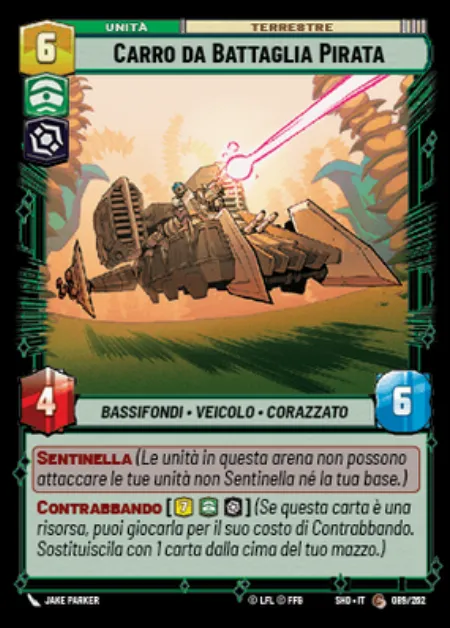 UNITÀ
TERRESTRE
6
CARRO DA BATTAGLIA PIRATA
4
BASSIFONDI • VEICOLO • CORAZZATO
6
SENTINELLA (Le unità in questa arena non possono
attaccare le tue unità non Sentinella né la tua base.)
CONTRABBANDO [7] (Se questa carta è una
risorsa, puoi giocarla per il suo costo di Contrabbando.
Sostituiscila con 1 carta dalla cima del tuo mazzo.)
JAKE PARKER
© LFL © FFG
SHD • IT
089/262